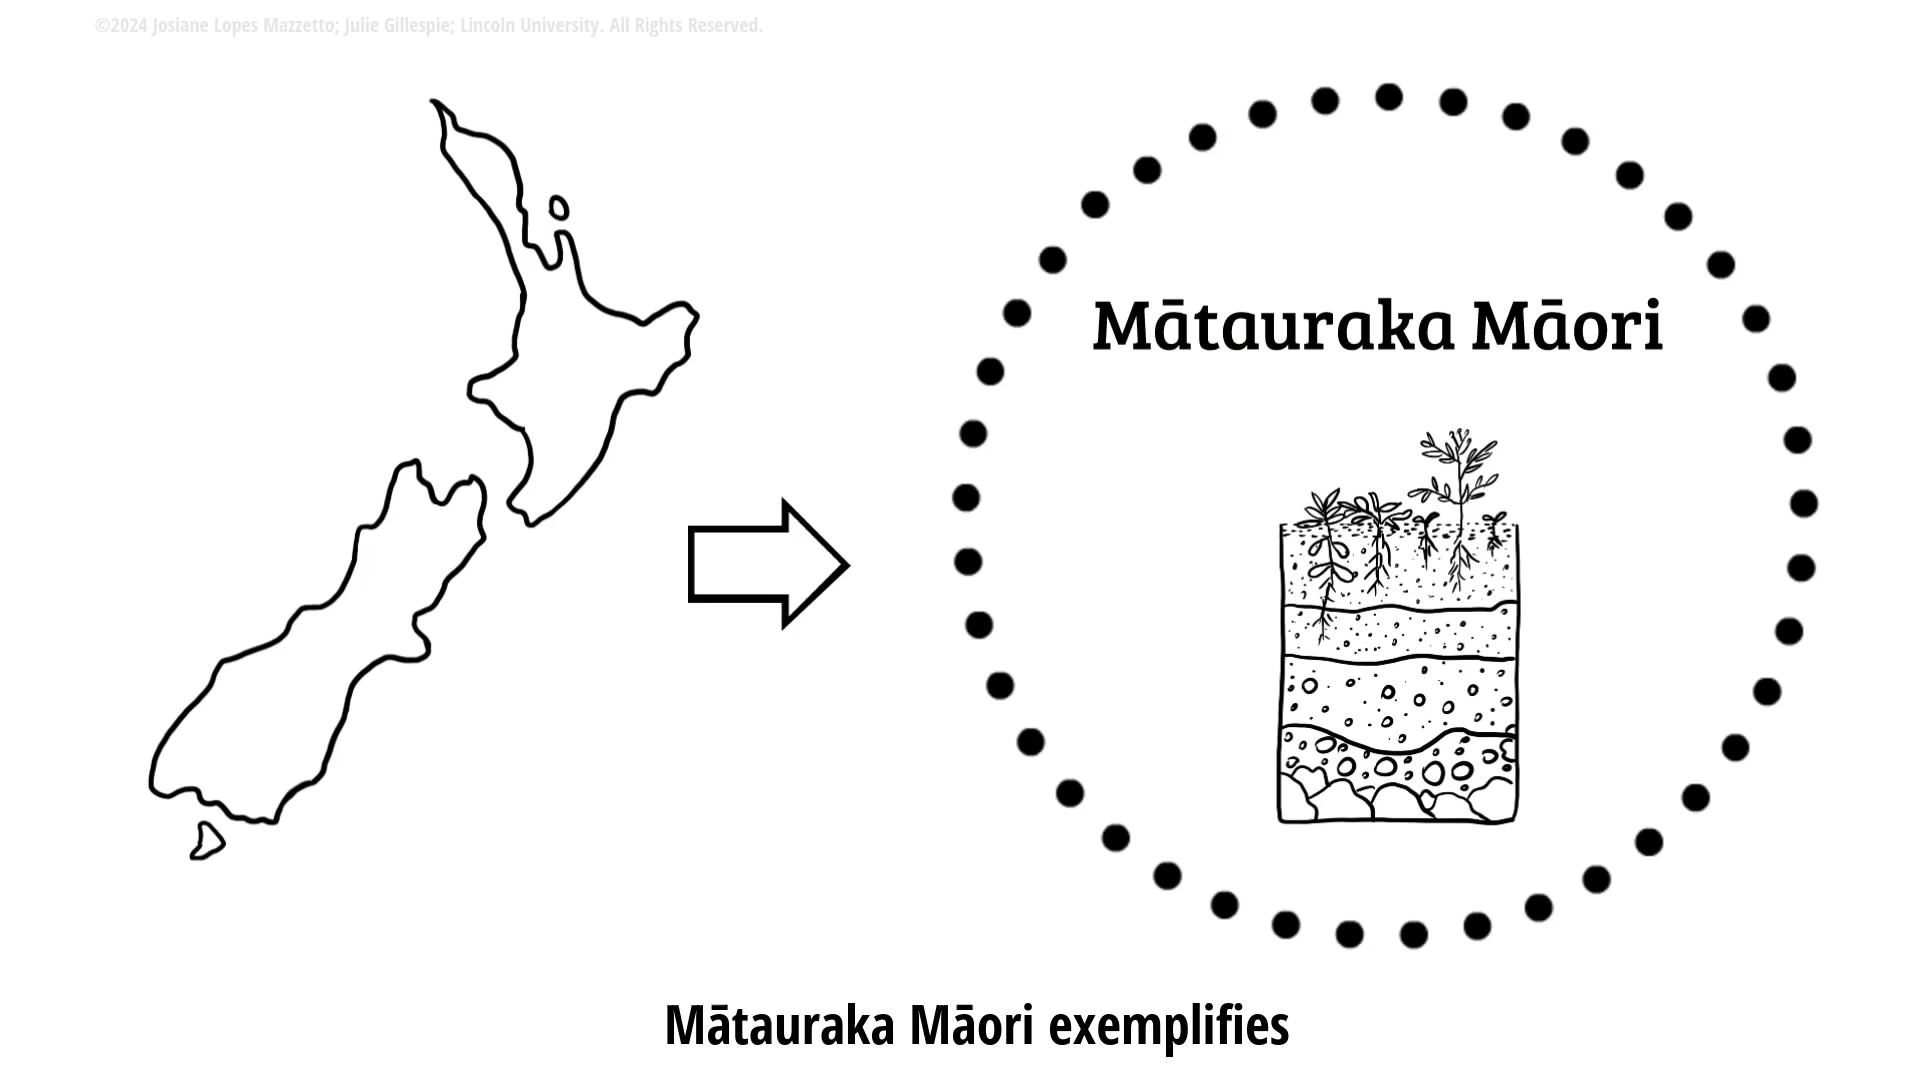 ©2024 Josiane Lopes Mazzetto; Julie Gillespie; Lincoln University. All Rights Reserved.
Mātauraka Māori
Mātauraka Māori exemplifies